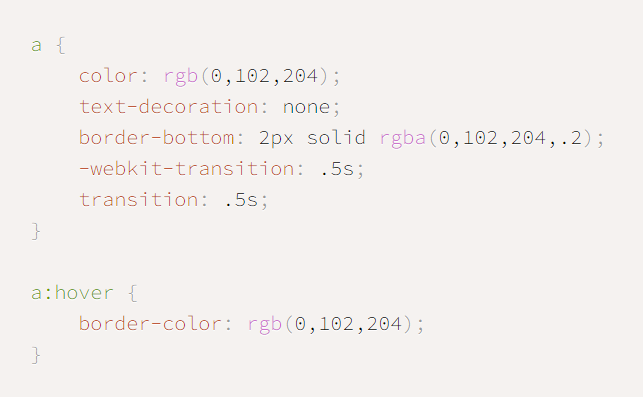 a {
    color: rgb(0,102,204);
    text-decoration: none;
    border-bottom: 2px solid rgba(0,102,204,.2);
    -webkit-transition: .5s;
    transition: .5s;
}

a:hover {
    border-color: rgb(0,102,204);
}